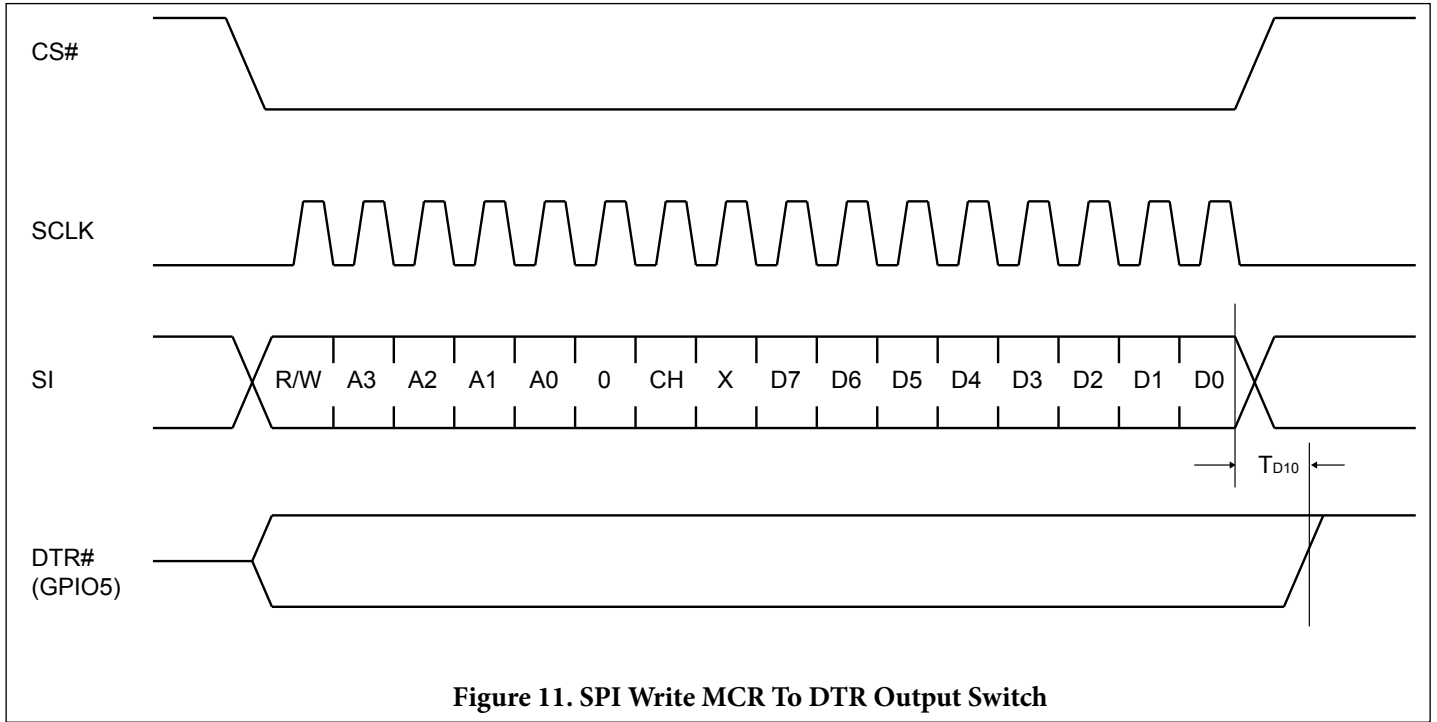 CS#
SCLK
SI
R/W A3 A2 A1 A0 0 CH X D7 D6 D5 D4 D3 D2 D1 D0
TD10
DTR#
(GPIO5)
Figure 11. SPI Write MCR To DTR Output Switch